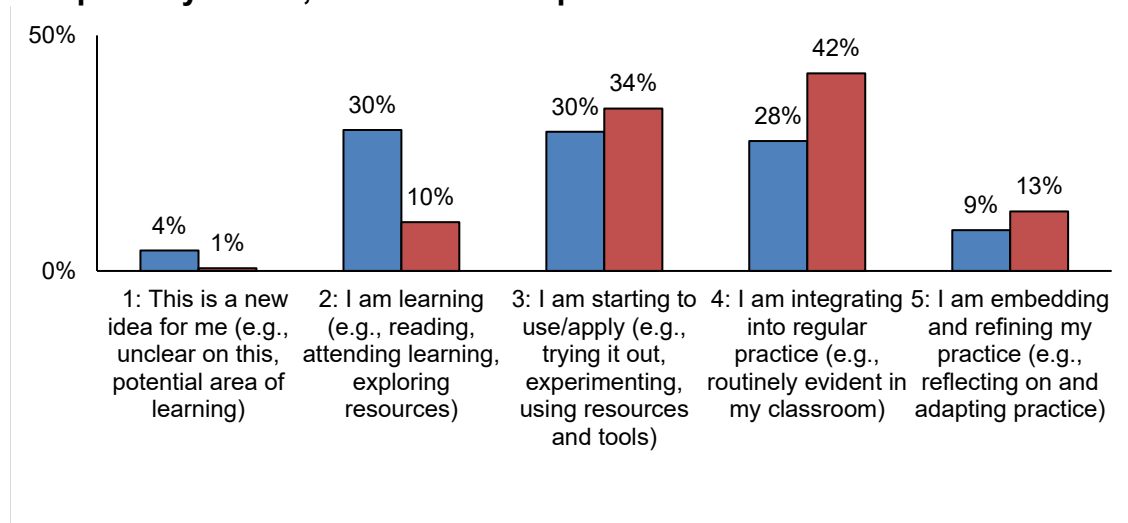 50%
42%
34%
30%
30%
28%
10%
13%
9%
4%
1%
0%
1: This is a new
idea for me (e.g.,
unclear on this,
potential area of
learning)
2: I am learning
(e.g., reading,
attending learning,
exploring
resources)
3: I am starting to
use/apply (e.g.,
trying it out,
experimenting,
using resources
and tools)
4: I am integrating
into regular
practice (e.g.,
routinely evident in
my classroom)
5: I am embedding
and refining my
practice (e.g.,
reflecting on and
adapting practice)